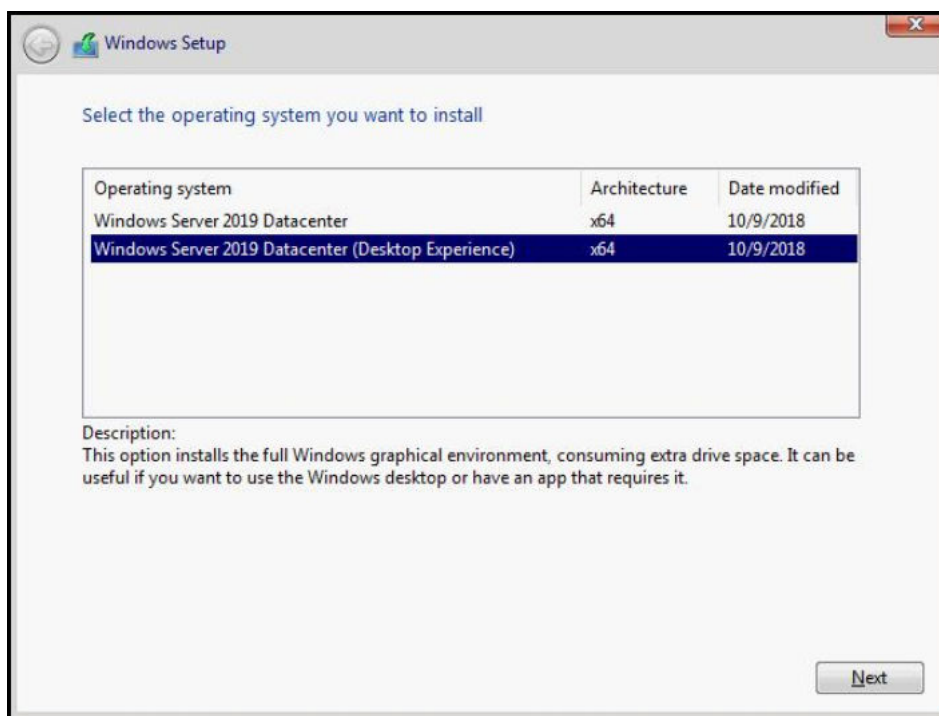 Windows Setup
Select the operating system you want to install
Operating system Architecture Date modified
Windows Server 2019 Datacenter x64 10/9/2018
Windows Server 2019 Datacenter (Desktop Experience) x64 10/9/2018
Description:
This option installs the full Windows graphical environment, consuming extra drive space. It can be
useful if you want to use the Windows desktop or have an app that requires it.
Next